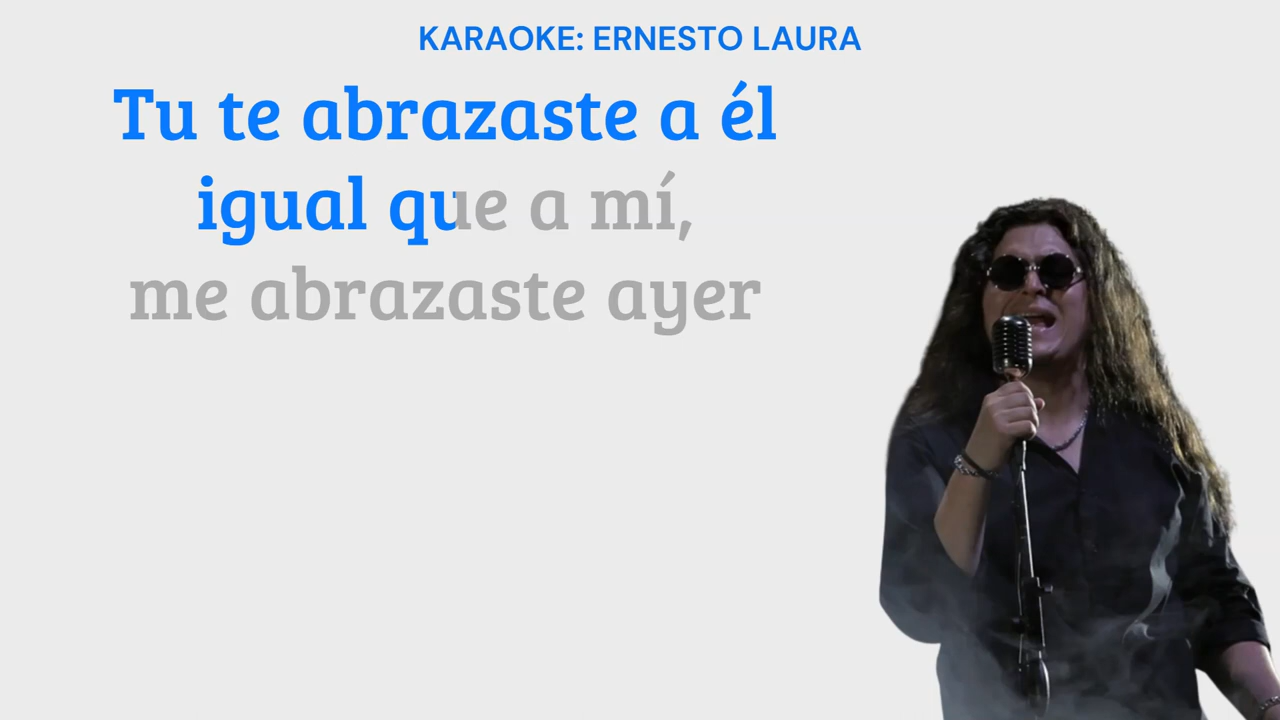 KARAOKE: ERNESTO LAURA
Tu te abrazaste a él
igual que a mí,
me abrazaste ayer